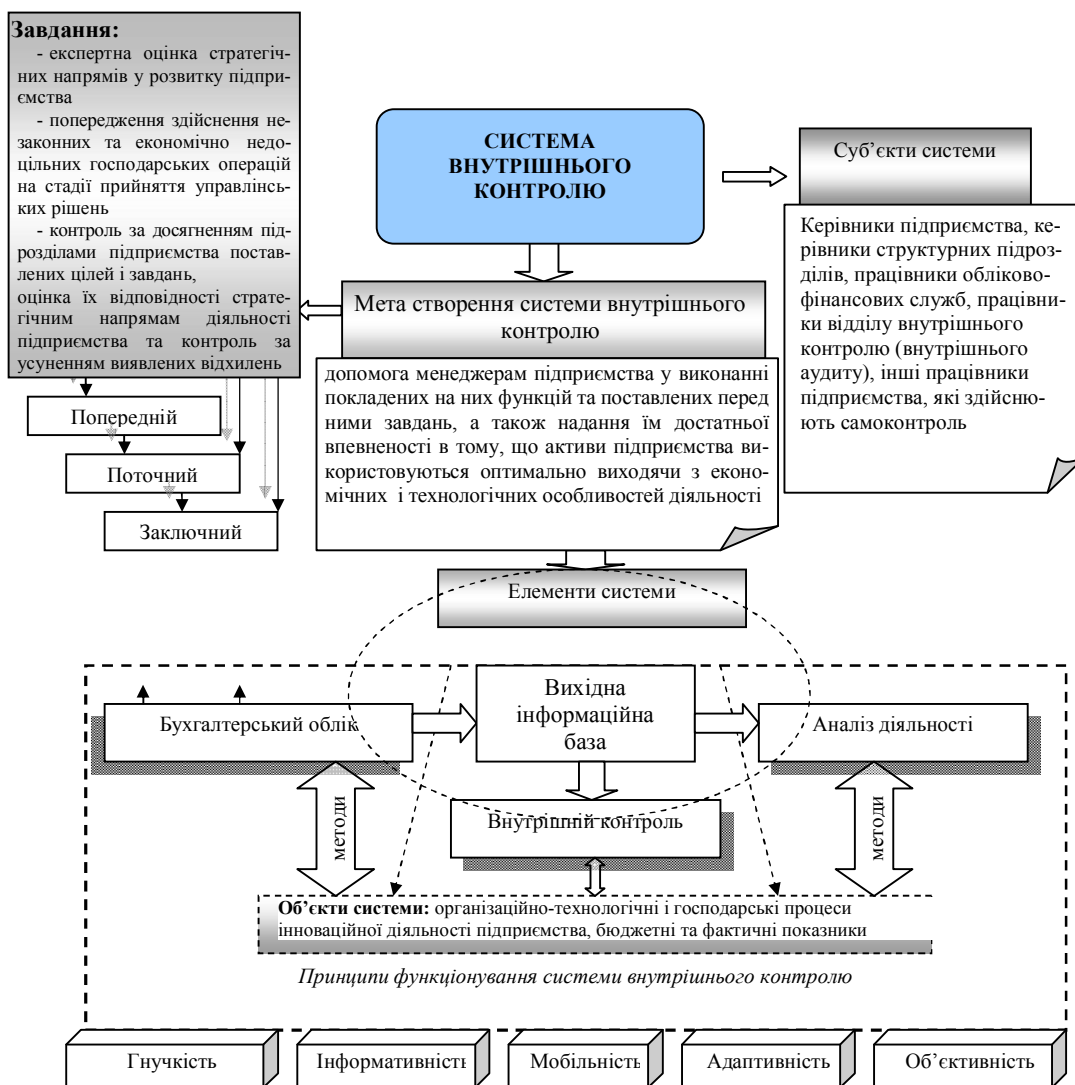 Завдання:
- експертна оцінка стратегіч-
них напрямів у розвитку підпри-
ємства
- попередження здійснення не-
законних та економічно недо-
цільних господарських операцій
на стадії прийняття управлінсь-
ких рішень
- контроль за досягненням під-
розділами підприємства постав-
лених цілей і завдань,
оцінка їх відповідності страте-
гічним напрямам діяльності
підприємства та контроль за
усуненням виявлених відхилень
Попередній
Поточний
Заключний
СИСТЕМА
ВНУТРІШНЬОГО
КОНТРОЛЮ
Суб’єкти системи
Керівники підприємства, ке-
рівники структурних підроз-
ділів, працівники обліково-
фінансових служб, працівни-
ки відділу внутрішнього
контролю (внутрішнього
аудиту), інші працівники
підприємства, які здійсню-
ють самоконтроль
Мета створення системи внутрішнього
контролю
допомога менеджерам підприємства у виконанні
покладених на них функцій та поставлених перед
ними завдань, а також надання їм достатньої
впевненості в тому, що активи підприємства ви-
користовуються оптимально виходячи з еконо-
мічних і технологічних особливостей діяльності
Елементи системи
Бухгалтерський облік
Вихідна
інформаційна
база
Аналіз діяльності
Внутрішній контроль
методи
методи
Об’єкти системи: організаційно-технологічні і господарські процеси
інноваційної діяльності підприємства, бюджетні та фактичні показники
Принципи функціонування системи внутрішнього контролю
Гнучкість
Інформативність
Мобільність
Адаптивність
Об’єктивність